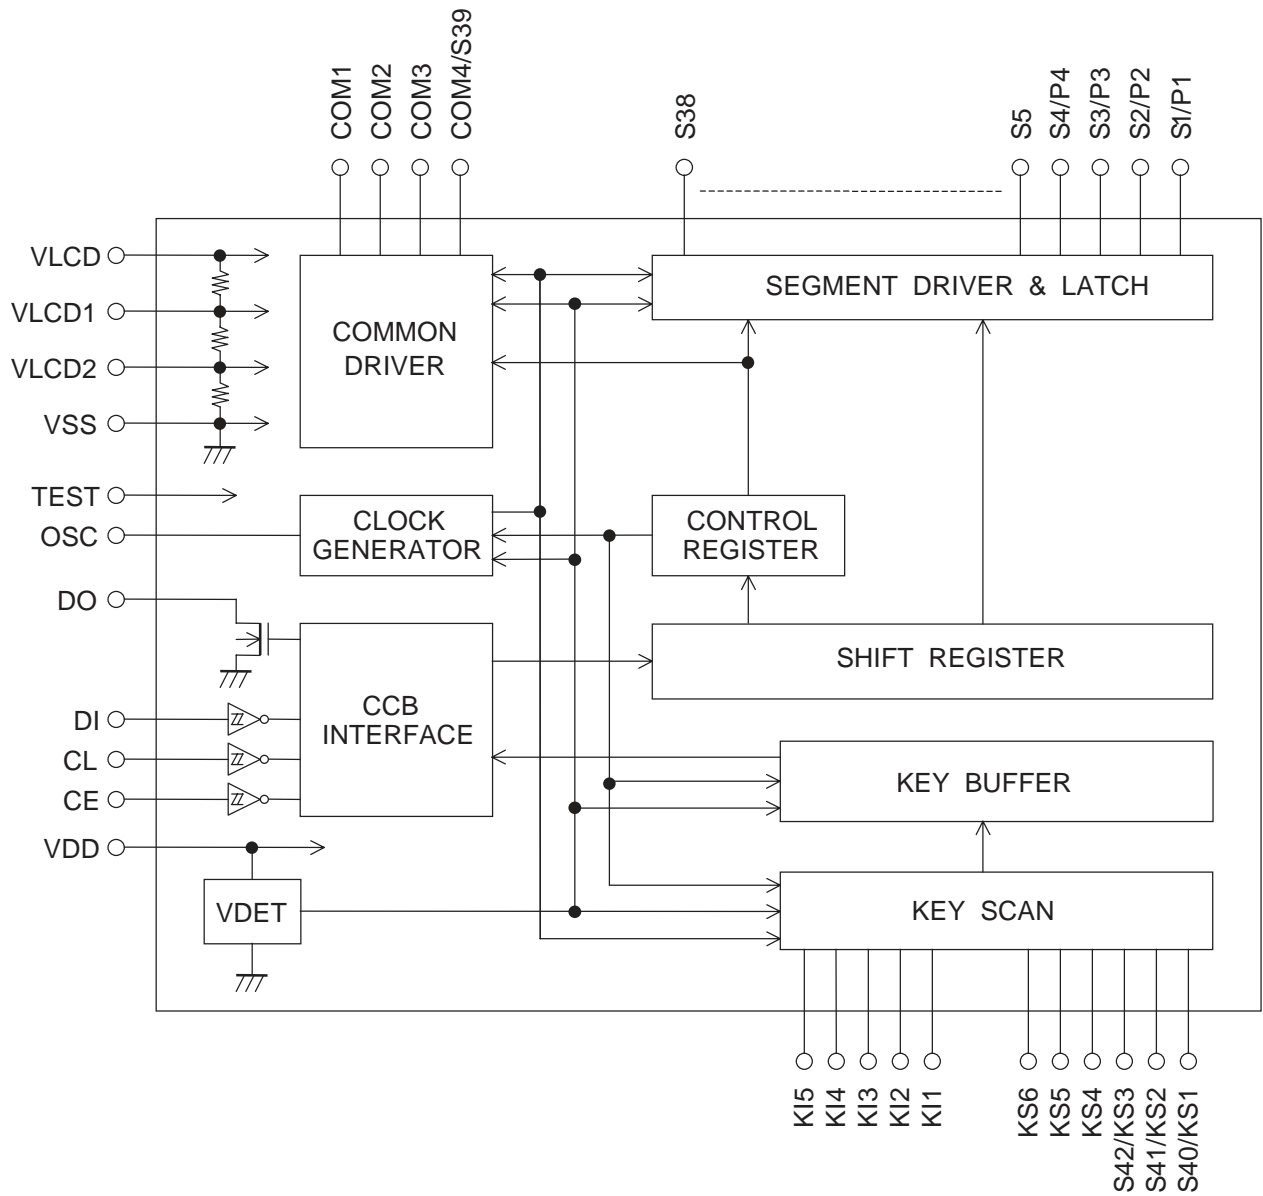 COM1
COM2
COM3
COM4/S39
S38
S5
S4/P4
S3/P3
S2/P2
S1/P1
VLCD
VLCD1
VLCD2
VSS
TEST
OSC
DO
DI
CL
CE
VDD
COMMON
DRIVER
SEGMENT DRIVER & LATCH
CLOCK
GENERATOR
CONTROL
REGISTER
CCB
INTERFACE
SHIFT REGISTER
KEY BUFFER
VDET
KEY SCAN
KI5
KI4
KI3
KI2
KI1
KS6
KS5
KS4
S42/KS3
S41/KS2
S40/KS1